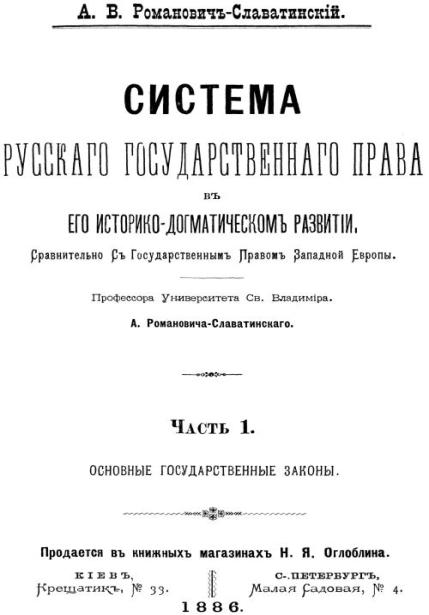 А. В. Романовичъ-Славатинскій.
СИСТЕМА
РУССКАГО ГОСУДАРСТВЕННАГО ПРАВА
въ
ЕГО ИСТОРИКО-ДОГМАТИЧЕСКОМЪ РАЗВИТІИ,
Сравнительно Съ Государственнымъ Правомъ Западной Европы.
Профессора Университета Св. Владиміра.
А. Романовича-Славатинскаго.
Часть 1.
ОСНОВНЫЕ ГОСУДАРСТВЕННЫЕ ЗАКОНЫ.
Продается въ книжныхъ магазинахъ Н. Я. Оглоблина.
КІЕВЪ, С.-ПЕТЕРБУРГЪ,
Крещатик, № 33. Малая Садовая, № 4.
1886.